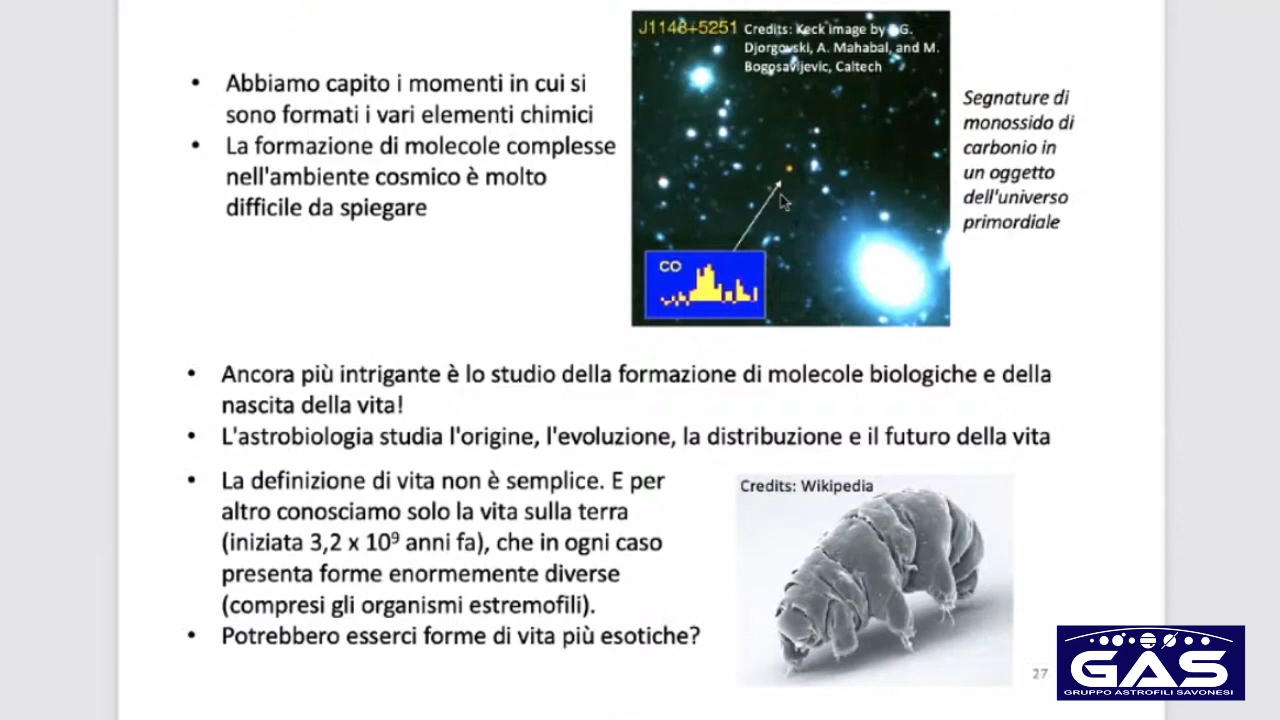 J1148+5251
Credits: Keck image by S.G.
Djorgovski, A. Mahabal, and M.
Bogosavljevic, Caltech
• Abbiamo capito i momenti in cui si
sono formati i vari elementi chimici
• La formazione di molecole complesse
nell'ambiente cosmico è molto
difficile da spiegare
Segnature di
monossido di
carbonio in
un oggetto
dell'universo
primordiale
CO
• Ancora più intrigante è lo studio della formazione di molecole biologiche e della
nascita della vita!
• L'astrobiologia studia l'origine, l'evoluzione, la distribuzione e il futuro della vita
• La definizione di vita non è semplice. E per
altro conosciamo solo la vita sulla terra
(iniziata 3,2 x 10⁹ anni fa), che in ogni caso
presenta forme enormemente diverse
(compresi gli organismi estremofili).
• Potrebbero esserci forme di vita più esotiche?
Credits: Wikipedia
27
GAS
GRUPPO ASTROFILI SAVONESI